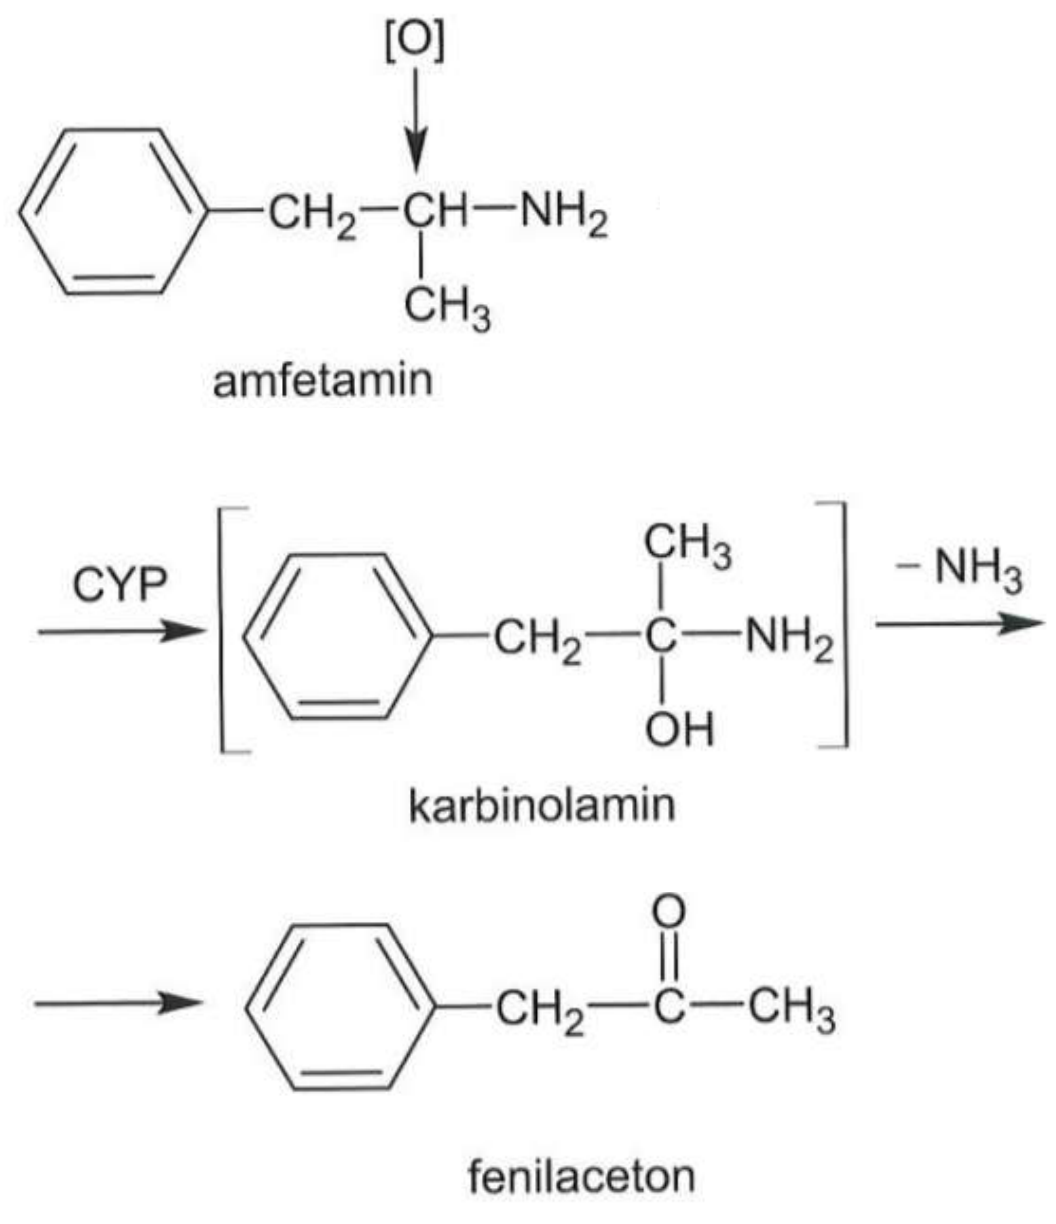 [O]
CH2—CH—NH2
CH3
amfetamin
CH3
CYP
– NH3
CH2—C—NH2
OH
karbinolamin
O
CH2—C—CH3
fenilaceton